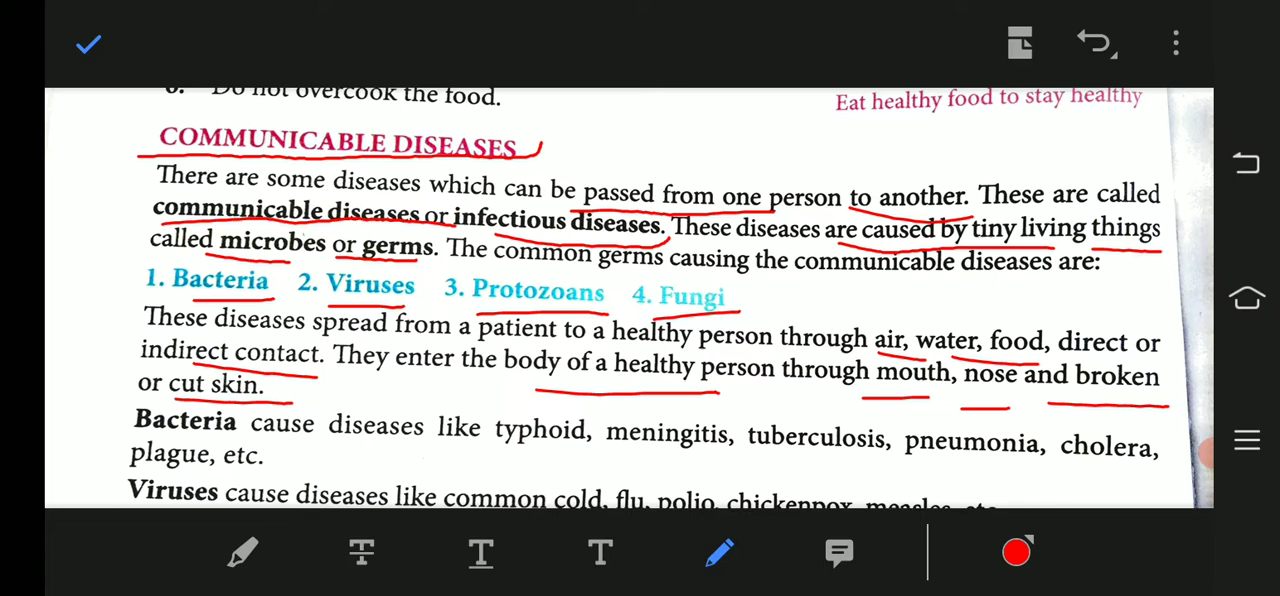 Do not overcook the food.
Eat healthy food to stay healthy
COMMUNICABLE DISEASES
There are some diseases which can be passed from one person to another. These are called
communicable diseases or infectious diseases. These diseases are caused by tiny living things
called microbes or germs. The common germs causing the communicable diseases are:
1. Bacteria 2. Viruses 3. Protozoans 4. Fungi
These diseases spread from a patient to a healthy person through air, water, food, direct or
indirect contact. They enter the body of a healthy person through mouth, nose and broken
or cut skin.
Bacteria cause diseases like typhoid, meningitis, tuberculosis, pneumonia, cholera,
plague, etc.
Viruses cause diseases like common cold, flu, polio, chickenpox, measles, etc.
T T T